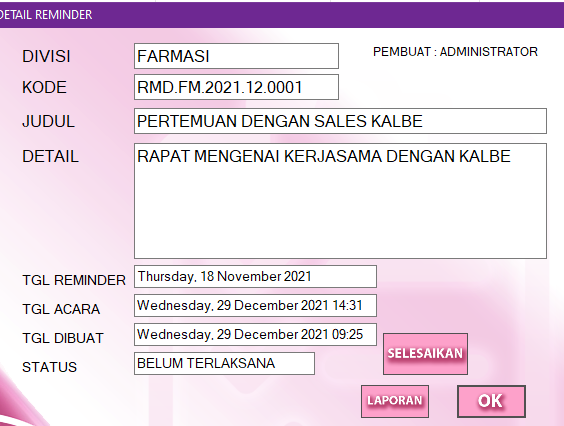 DETAIL REMINDER
DIVISI FARMASI PEMBUAT : ADMINISTRATOR
KODE RMD.FM.2021.12.0001
JUDUL PERTEMUAN DENGAN SALES KALBE
DETAIL RAPAT MENGENAI KERJASAMA DENGAN KALBE
TGL REMINDER Thursday, 18 November 2021
TGL ACARA Wednesday, 29 December 2021 14:31
TGL DIBUAT Wednesday, 29 December 2021 09:25
SELESAIKAN
STATUS BELUM TERLAKSANA
LAPORAN OK